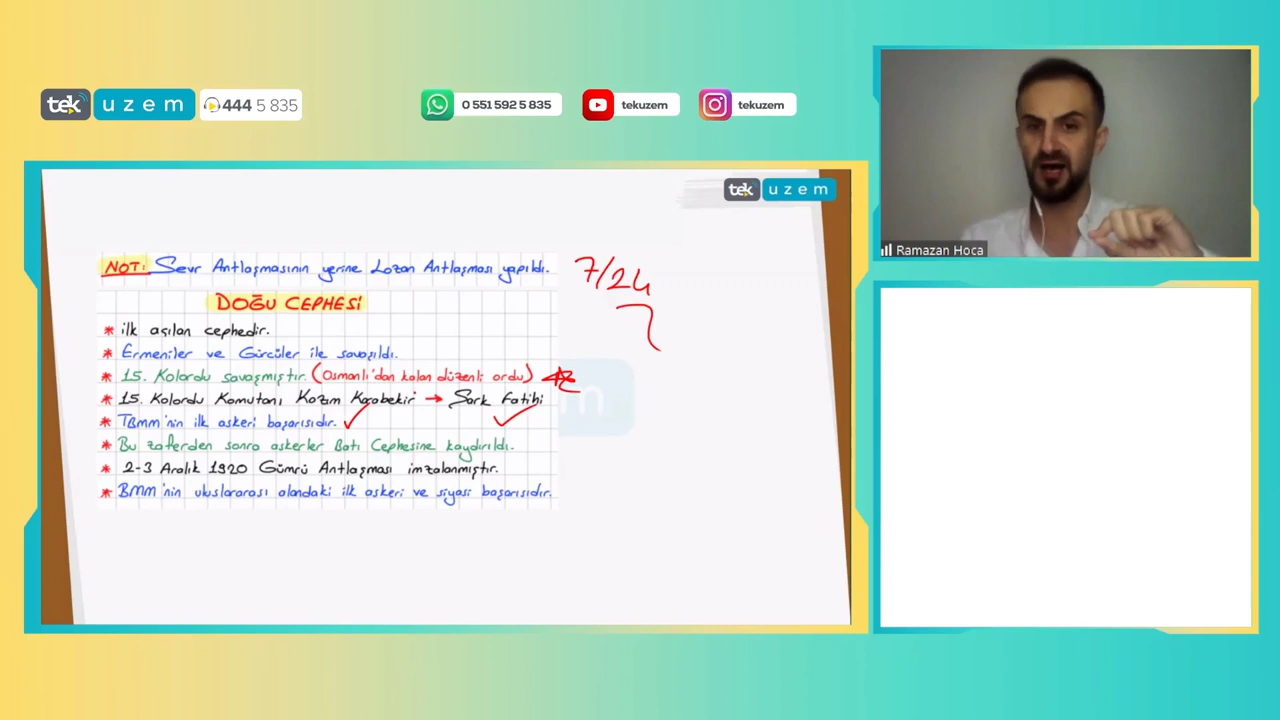 tek uzem 444 5 835
0 551 592 5 835
tekuzem
tekuzem
tek uzem
Ramazan Hoca
NOT: Sevr Antlaşmasının yerine Lozan Antlaşması yapıldı.
7/24
DOĞU CEPHESİ
* İlk açılan cephedir.
* Ermeniler ve Gürcüler ile savaşıldı.
* 15. Kolordu savaşmıştır. (Osmanlı'dan kalan düzenli ordu)
* 15. Kolordu Komutanı Kazım Karabekir → Şark Fatihi
* TBMM'nin ilk askeri başarısıdır.
* Bu zaferden sonra askerler Batı Cephesine kaydırıldı.
* 2-3 Aralık 1920 Gümrü Antlaşması imzalanmıştır.
* BMM'nin uluslararası alandaki ilk askeri ve siyasi başarısıdır.